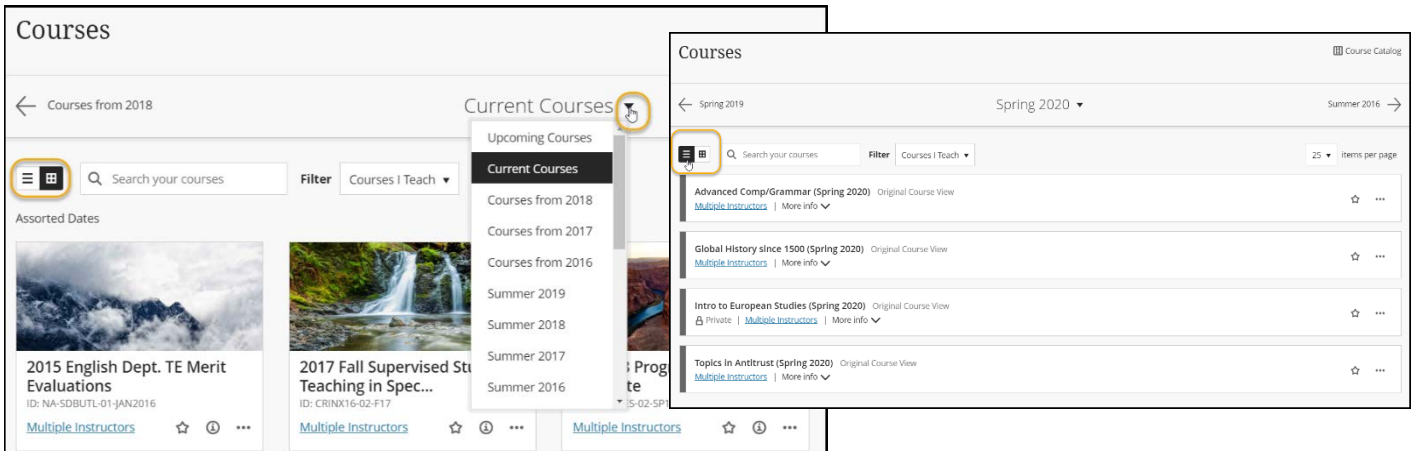 Courses
Courses from 2018
Current Courses
Upcoming Courses
Current Courses
Courses from 2018
Courses from 2017
Courses from 2016
Summer 2019
Summer 2018
Summer 2017
Summer 2016
Search your courses
Filter
Courses I Teach
Assorted Dates
2015 English Dept. TE Merit
Evaluations
ID: NA-SDBUTL-01-JAN2016
Multiple Instructors
2017 Fall Supervised Stu
Teaching in Spec...
ID: CRINX16-02-F17
Multiple Instructors
Multiple Instructors
Courses
Course Catalog
Spring 2019
Spring 2020
Summer 2016
Search your courses
Filter
Courses I Teach
25 items per page
Advanced Comp/Grammar (Spring 2020) Original Course View
Multiple Instructors | More info
Global History since 1500 (Spring 2020) Original Course View
Multiple Instructors | More info
Intro to European Studies (Spring 2020) Original Course View
Private | Multiple Instructors | More info
Topics in Antitrust (Spring 2020) Original Course View
Multiple Instructors | More info